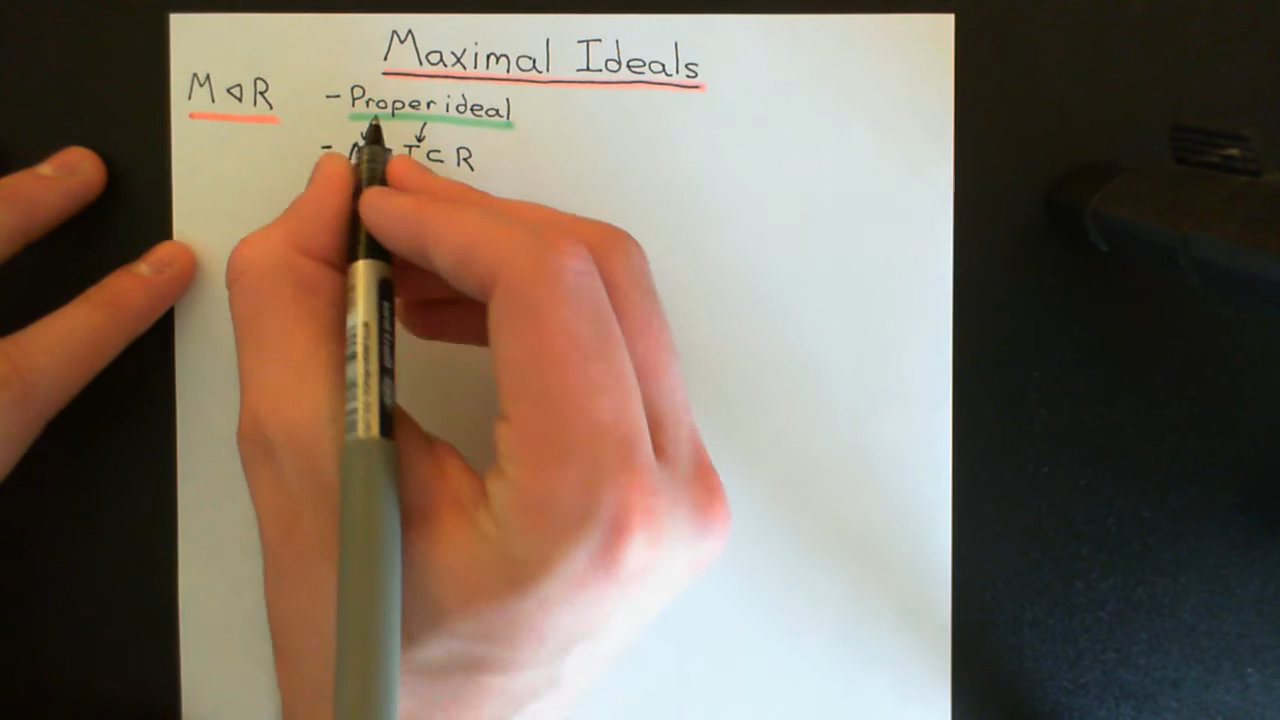 Maximal Ideals
M ⊲ R
- Proper ideal
- I ⊂ R